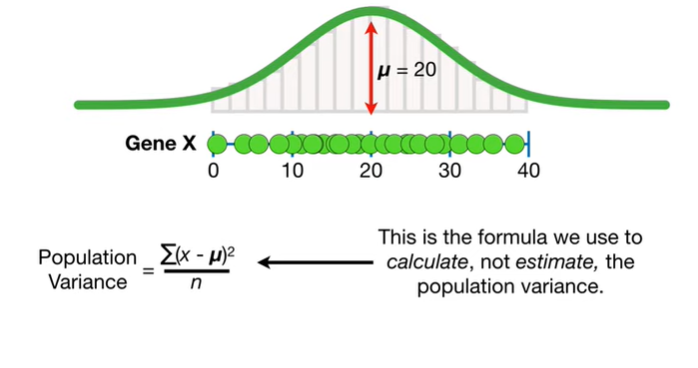 μ = 20
Gene X
0 10 20 30 40
Population Variance = Σ(x - μ)² / n
This is the formula we use to
calculate, not estimate, the
population variance.